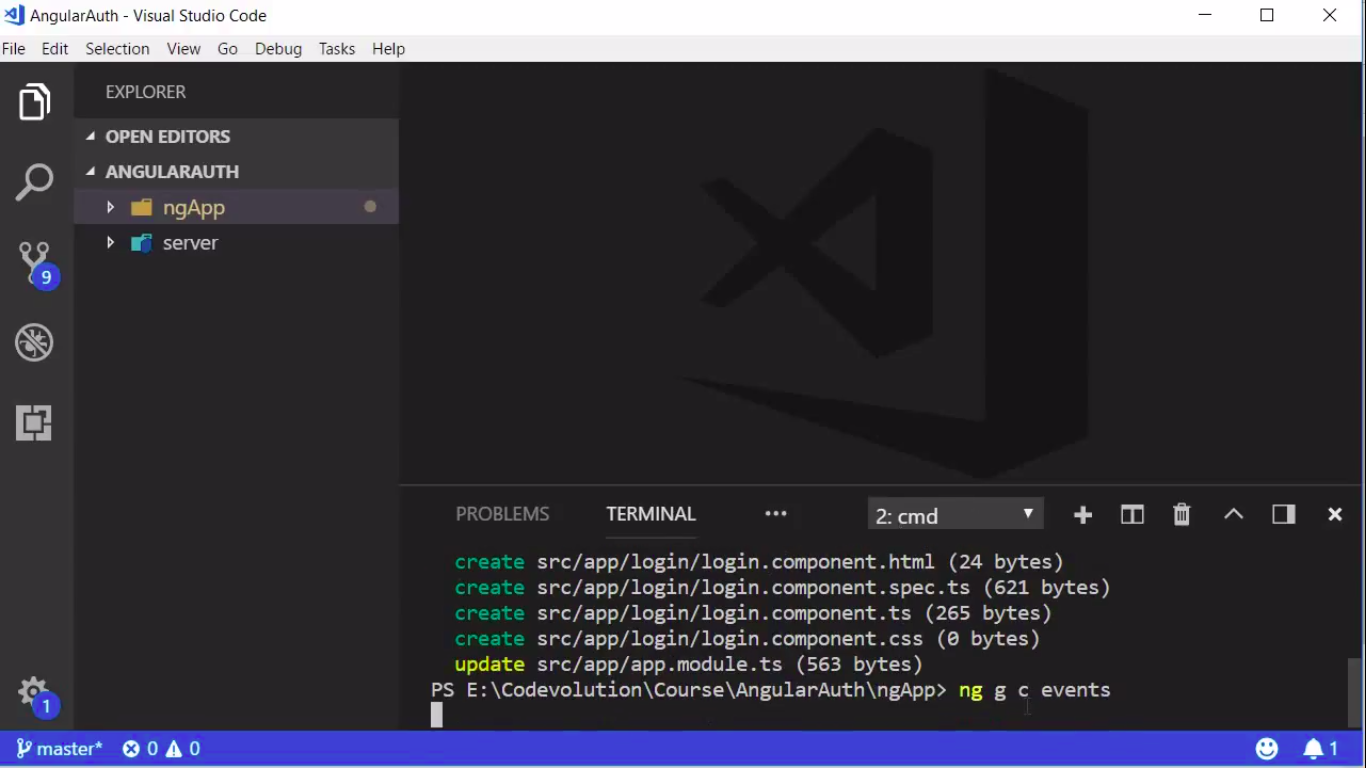 AngularAuth - Visual Studio Code
File Edit Selection View Go Debug Tasks Help
EXPLORER
OPEN EDITORS
ANGULARAUTH
ngApp
server
9
1
PROBLEMS TERMINAL ••• 2: cmd
create src/app/login/login.component.html (24 bytes)
create src/app/login/login.component.spec.ts (621 bytes)
create src/app/login/login.component.ts (265 bytes)
create src/app/login/login.component.css (0 bytes)
update src/app/app.module.ts (563 bytes)
PS E:\Codevolution\Course\AngularAuth\ngApp> ng g c events
master* 0 0 1